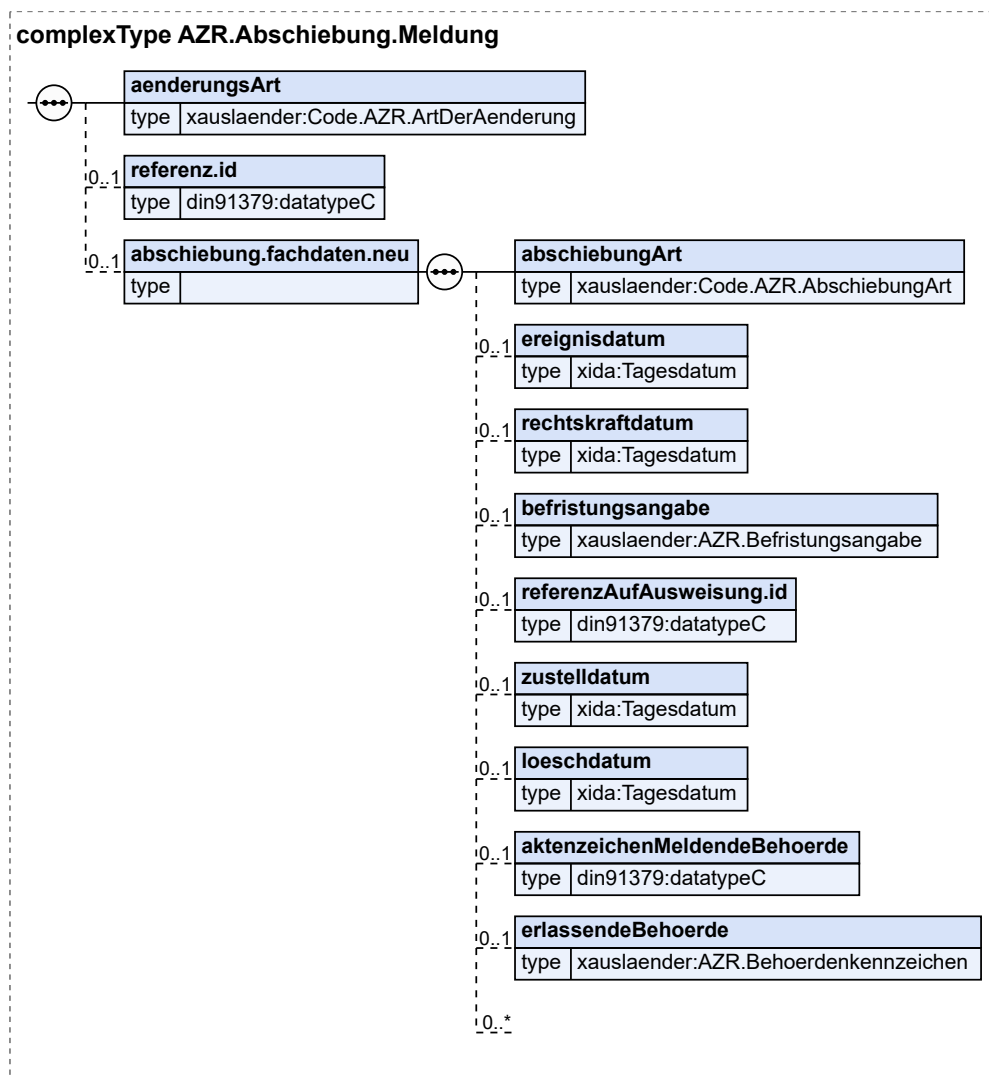 complexType AZR.Abschiebung.Meldung
aenderungsArt
type xauslaender:Code.AZR.ArtDerAenderung
0..1 referenz.id
type din91379:datatypeC
0..1 abschiebung.fachdaten.neu
type
abschiebungArt
type xauslaender:Code.AZR.AbschiebungArt
0..1 ereignisdatum
type xida:Tagesdatum
0..1 rechtskraftdatum
type xida:Tagesdatum
0..1 befristungsangabe
type xauslaender:AZR.Befristungsangabe
0..1 referenzAufAusweisung.id
type din91379:datatypeC
0..1 zustelldatum
type xida:Tagesdatum
0..1 loeschdatum
type xida:Tagesdatum
0..1 aktenzeichenMeldendeBehoerde
type din91379:datatypeC
0..1 erlassendeBehoerde
type xauslaender:AZR.Behoerdenkennzeichen
0..*